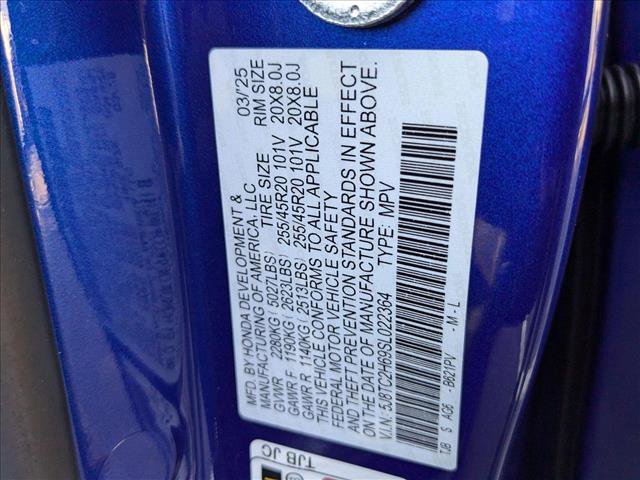 MFD. BY HONDA DEVELOPMENT & 03/'25
MANUFACTURING OF AMERICA, LLC
TIRE SIZE RIM SIZE
GVWR 2280KG ( 5027LBS)
GAWR F 1190KG ( 2623LBS) 255/45R20 101V 20X8.0J
GAWR R 1140KG ( 2513LBS) 255/45R20 101V 20X8.0J
THIS VEHICLE CONFORMS TO ALL APPLICABLE
FEDERAL MOTOR VEHICLE SAFETY
AND THEFT PREVENTION STANDARDS IN EFFECT
ON THE DATE OF MANUFACTURE SHOWN ABOVE.
V.I.N: 5J8TC2H69SL022364 TYPE: MPV
TJB S AG6 B621PV *M - L
TJB JC